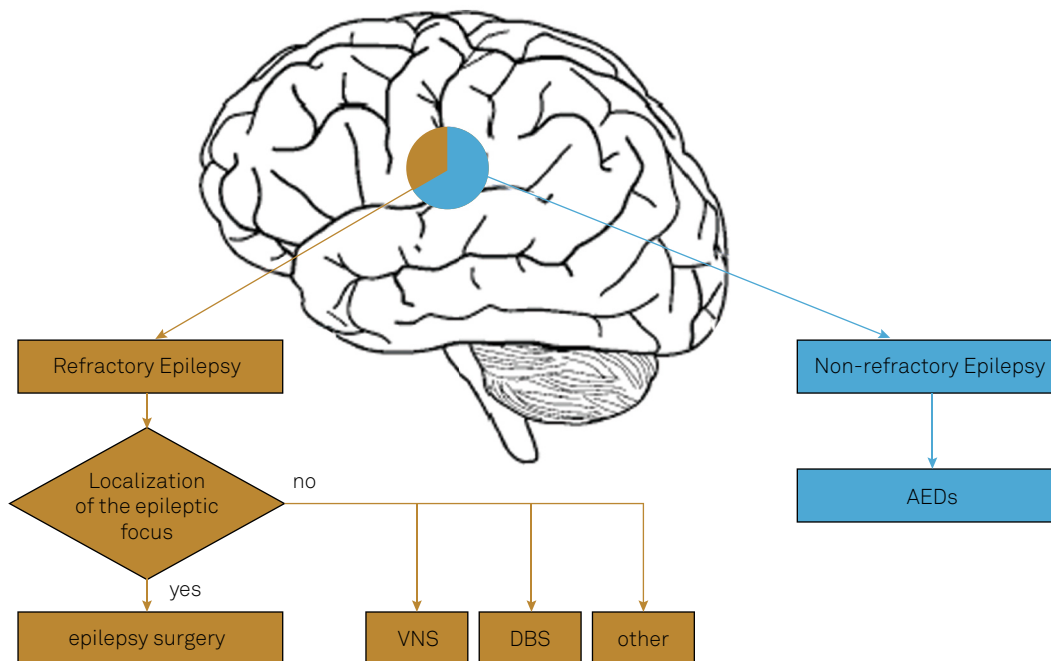 Refractory Epilepsy
Non-refractory Epilepsy
Localization
of the epileptic
focus
no
AEDs
yes
epilepsy surgery
VNS
DBS
other